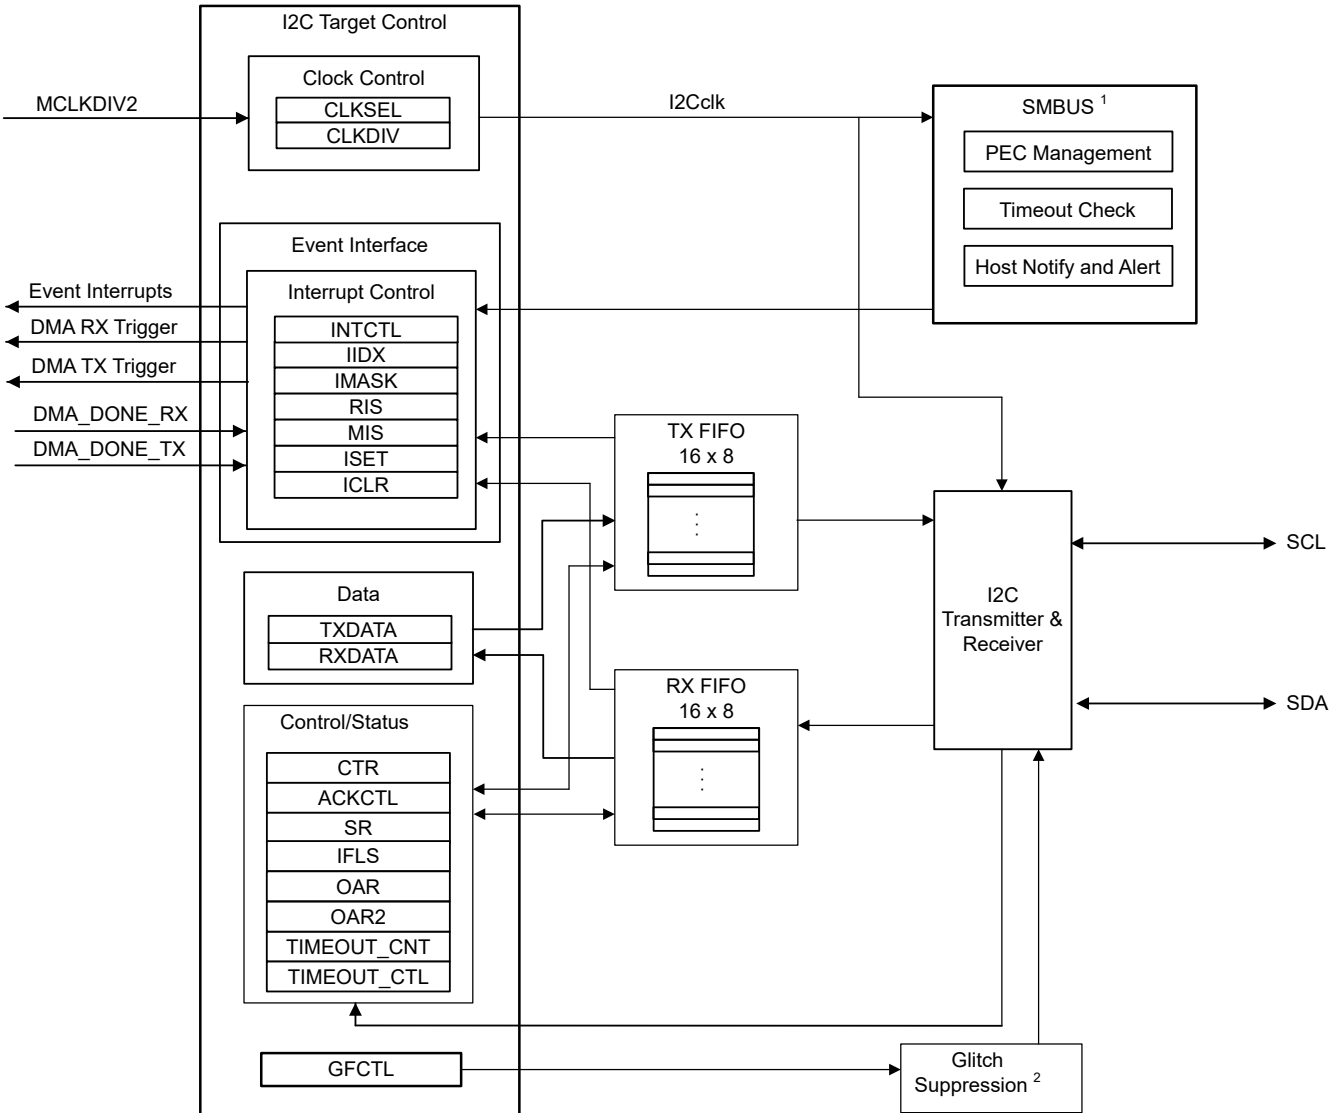 I2C Target Control
Clock Control
CLKSEL
CLKDIV
MCLKDIV2
I2Cclk
SMBUS 1
PEC Management
Timeout Check
Host Notify and Alert
Event Interface
Interrupt Control
INTCTL
IIDX
IMASK
RIS
MIS
ISET
ICLR
Event Interrupts
DMA RX Trigger
DMA TX Trigger
DMA_DONE_RX
DMA_DONE_TX
TX FIFO
16 x 8
I2C
Transmitter &
Receiver
SCL
SDA
Data
TXDATA
RXDATA
RX FIFO
16 x 8
Control/Status
CTR
ACKCTL
SR
IFLS
OAR
OAR2
TIMEOUT_CNT
TIMEOUT_CTL
GFCTL
Glitch
Suppression 2